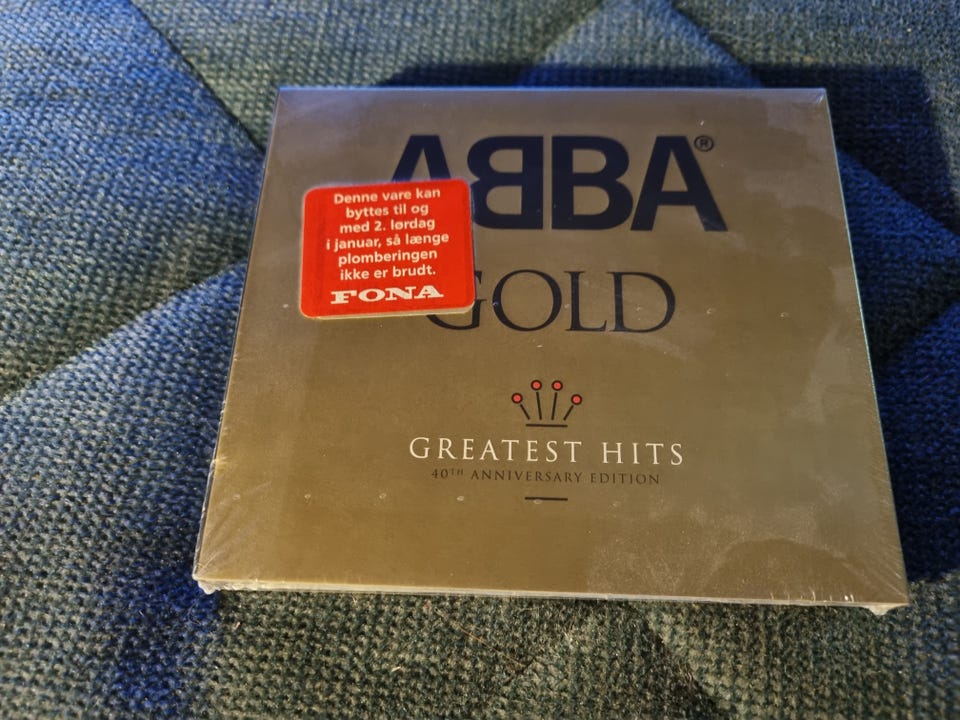 ABBA®
Denne vare kan
byttes til og
med 2. lørdag
i januar, så længe
plomberingen
ikke er brudt.
FONA
GOLD
GREATEST HITS
40TH ANNIVERSARY EDITION